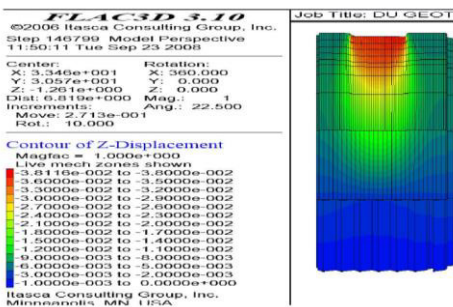 FLAC3D 3.10
©2006 Itasca Consulting Group, Inc.
Step 146799 Model Perspective
11:50:11 Tue Sep 23 2008
Center:
X: 3.346e+001
Y: 3.057e+001
Z: -1.261e+000
Dist: 6.819e+000
Increments:
Move: 2.713e-001
Rot.: 10.000
Rotation:
X: 360.000
Y: 0.000
Z: 0.000
Mag.: 1
Ang.: 22.500
Contour of Z-Displacement
Magfac = 1.000e+000
Live mech zones shown
-3.8116e-002 to -3.8000e-002
-3.6000e-002 to -3.5000e-002
-3.3000e-002 to -3.2000e-002
-3.0000e-002 to -2.9000e-002
-2.7000e-002 to -2.6000e-002
-2.4000e-002 to -2.3000e-002
-2.1000e-002 to -2.0000e-002
-1.8000e-002 to -1.7000e-002
-1.5000e-002 to -1.4000e-002
-1.2000e-002 to -1.1000e-002
-9.0000e-003 to -8.0000e-003
-6.0000e-003 to -5.0000e-003
-3.0000e-003 to -2.0000e-003
-1.0000e-003 to 0.0000e+000
Itasca Consulting Group, Inc.
Minneapolis, MN USA
Job Title: DU GEOT